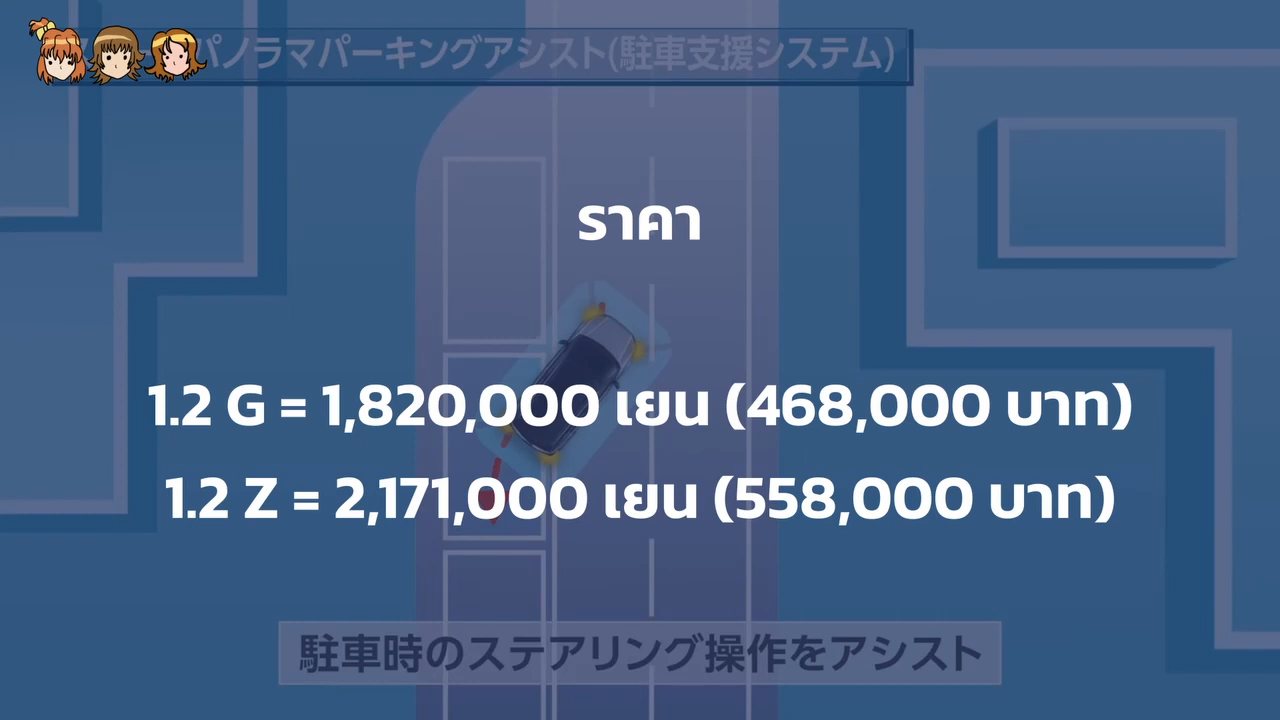 パノラマパーキングアシスト(駐車支援システム)
ราคา
1.2 G = 1,820,000 เยน (468,000 บาท)
1.2 Z = 2,171,000 เยน (558,000 บาท)
駐車時のステアリング操作をアシスト